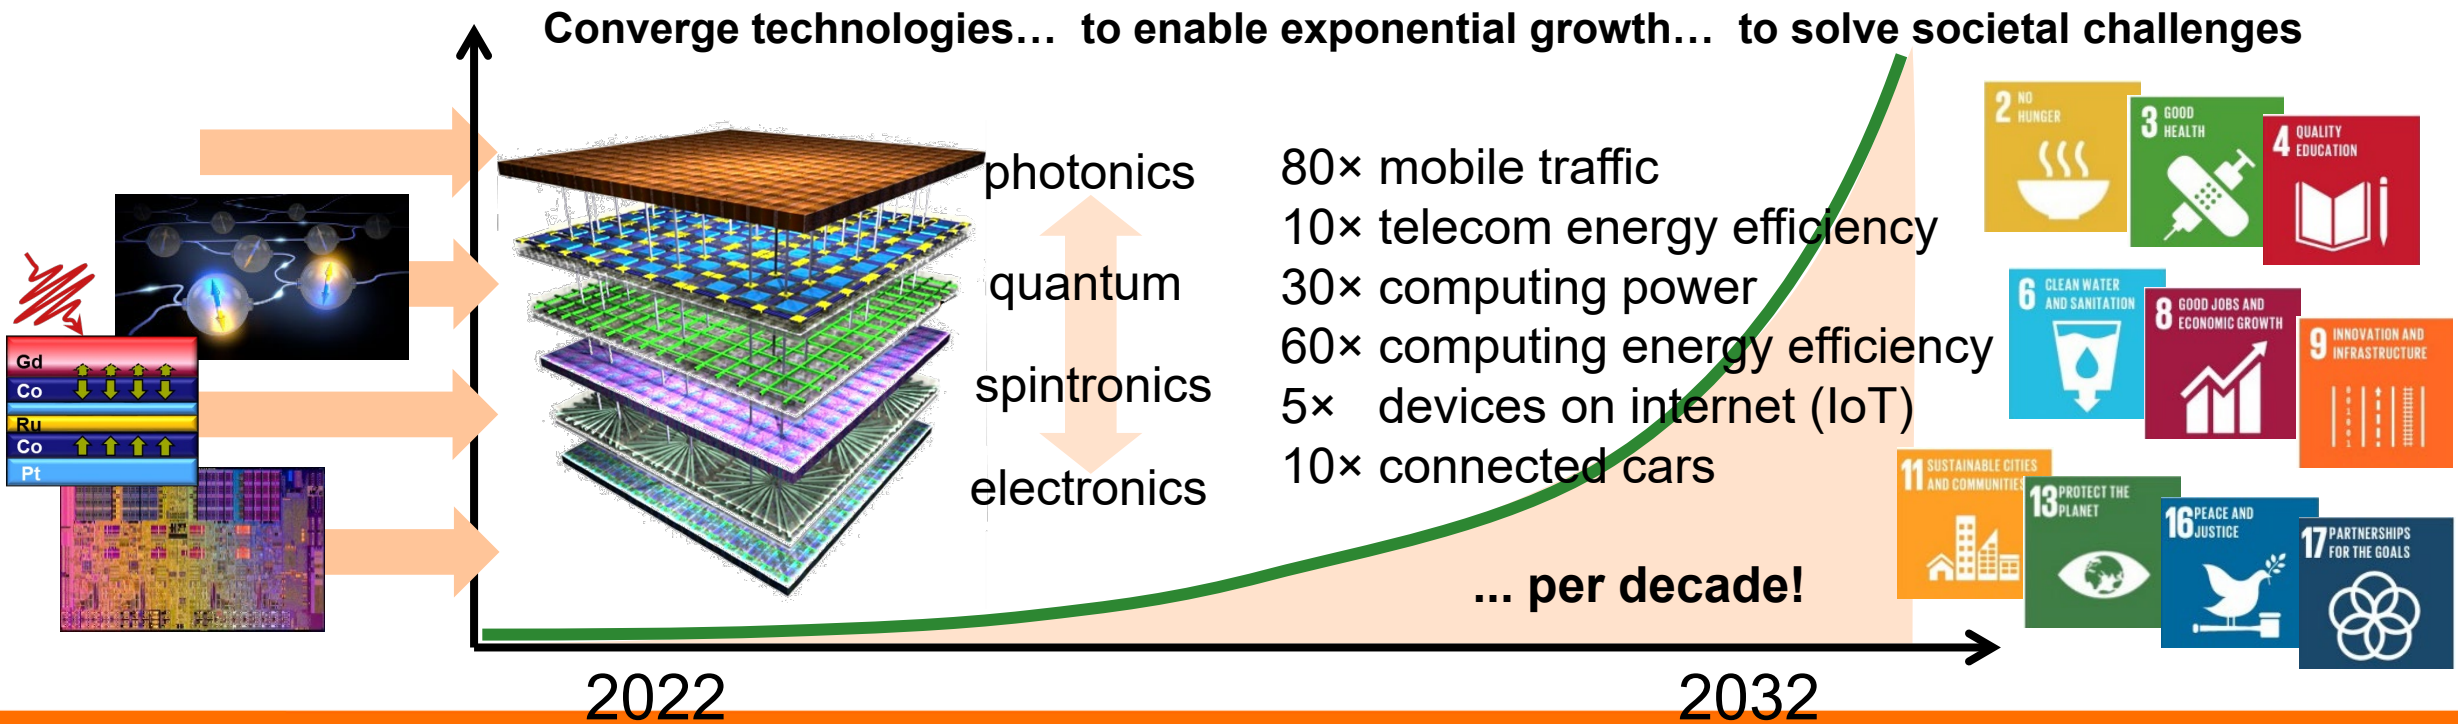 Converge technologies… to enable exponential growth… to solve societal challenges
Gd
Co
Ru
Co
Pt
photonics
quantum
spintronics
electronics
80× mobile traffic
10× telecom energy efficiency
30× computing power
60× computing energy efficiency
5× devices on internet (IoT)
10× connected cars
... per decade!
2022
2032
2 NO
HUNGER
3 GOOD
HEALTH
4 QUALITY
EDUCATION
6 CLEAN WATER
AND SANITATION
8 GOOD JOBS AND
ECONOMIC GROWTH
9 INNOVATION AND
INFRASTRUCTURE
11 SUSTAINABLE CITIES
AND COMMUNITIES
13 PROTECT THE
PLANET
16 PEACE AND
JUSTICE
17 PARTNERSHIPS
FOR THE GOALS